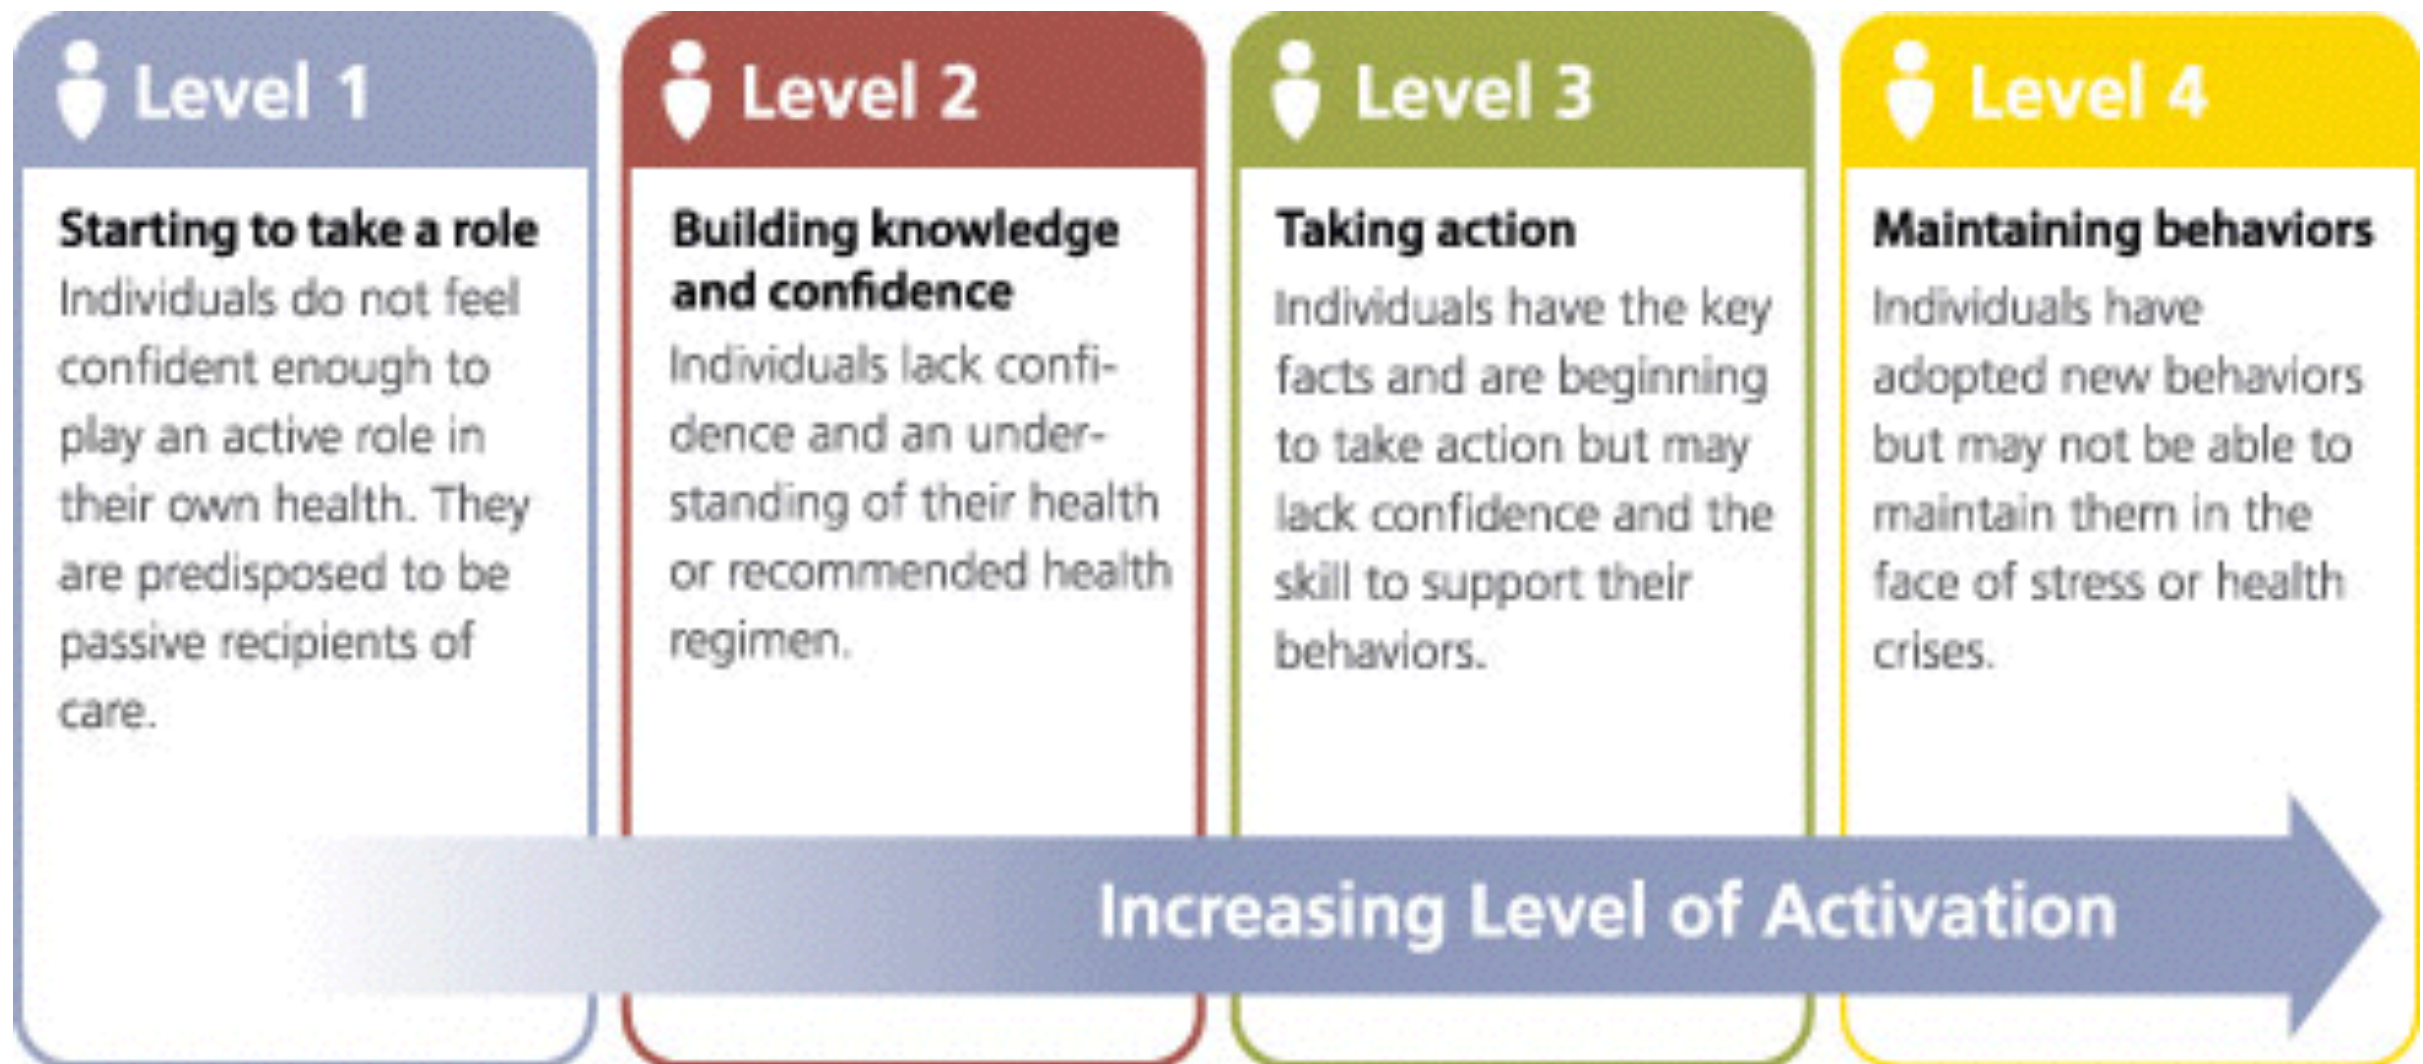 Level 1
Starting to take a role
Individuals do not feel
confident enough to
play an active role in
their own health. They
are predisposed to be
passive recipients of
care.
Level 2
Building knowledge
and confidence
Individuals lack confi-
dence and an under-
standing of their health
or recommended health
regimen.
Level 3
Taking action
Individuals have the key
facts and are beginning
to take action but may
lack confidence and the
skill to support their
behaviors.
Level 4
Maintaining behaviors
Individuals have
adopted new behaviors
but may not be able to
maintain them in the
face of stress or health
crises.
Increasing Level of Activation